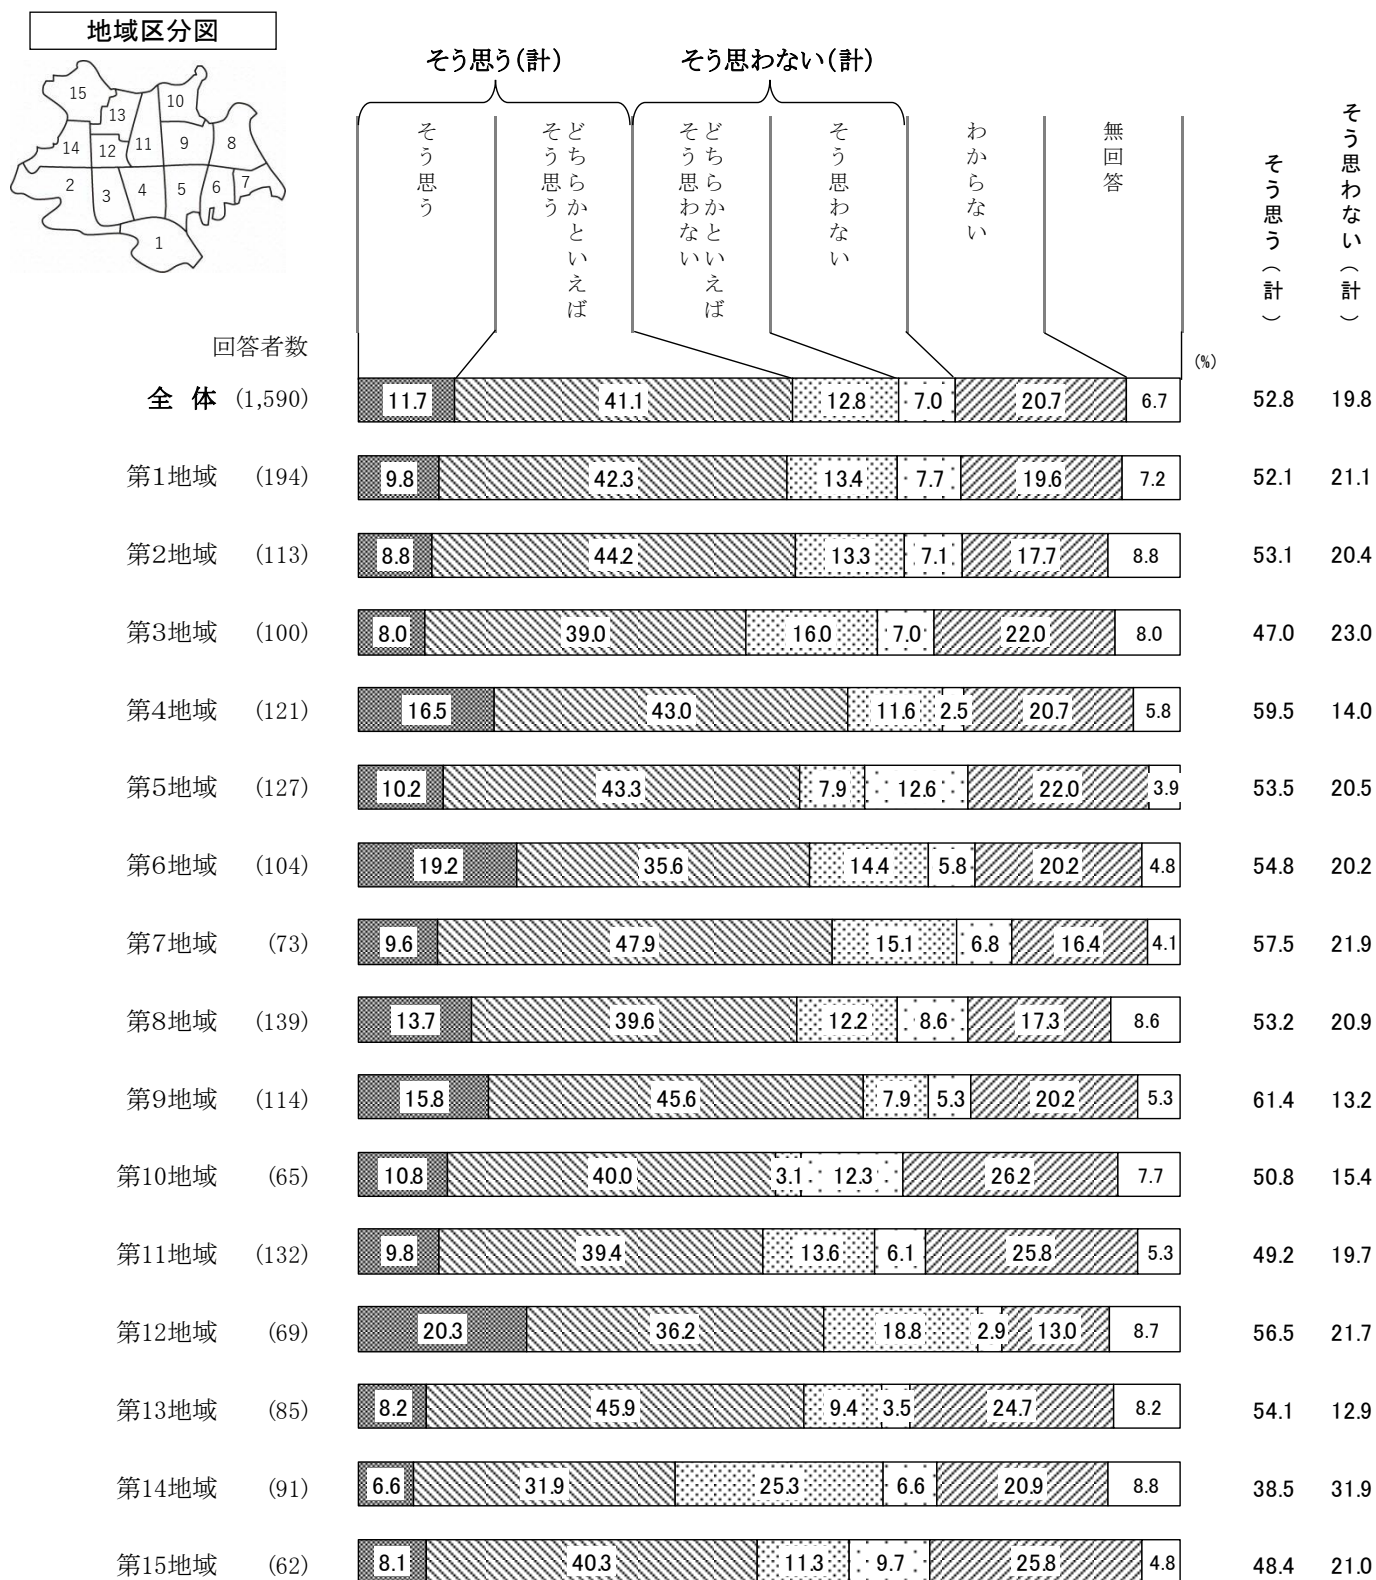 地域区分図
15
13
10
14
12
11
9
8
2
3
4
5
6
7
1
そう思う（計）
そう思わない（計）
そう思う
どちらかといえば
そう思う
どちらかといえば
そう思わない
そう思わない
わからない
無回答
そう思う（計）
そう思わない（計）
回答者数
(%)
全 体 (1,590) 11.7 41.1 12.8 7.0 20.7 6.7 52.8 19.8
第1地域 (194) 9.8 42.3 13.4 7.7 19.6 7.2 52.1 21.1
第2地域 (113) 8.8 44.2 13.3 7.1 17.7 8.8 53.1 20.4
第3地域 (100) 8.0 39.0 16.0 7.0 22.0 8.0 47.0 23.0
第4地域 (121) 16.5 43.0 11.6 2.5 20.7 5.8 59.5 14.0
第5地域 (127) 10.2 43.3 7.9 12.6 22.0 3.9 53.5 20.5
第6地域 (104) 19.2 35.6 14.4 5.8 20.2 4.8 54.8 20.2
第7地域 (73) 9.6 47.9 15.1 6.8 16.4 4.1 57.5 21.9
第8地域 (139) 13.7 39.6 12.2 8.6 17.3 8.6 53.2 20.9
第9地域 (114) 15.8 45.6 7.9 5.3 20.2 5.3 61.4 13.2
第10地域 (65) 10.8 40.0 3.1 12.3 26.2 7.7 50.8 15.4
第11地域 (132) 9.8 39.4 13.6 6.1 25.8 5.3 49.2 19.7
第12地域 (69) 20.3 36.2 18.8 2.9 13.0 8.7 56.5 21.7
第13地域 (85) 8.2 45.9 9.4 3.5 24.7 8.2 54.1 12.9
第14地域 (91) 6.6 31.9 25.3 6.6 20.9 8.8 38.5 31.9
第15地域 (62) 8.1 40.3 11.3 9.7 25.8 4.8 48.4 21.0